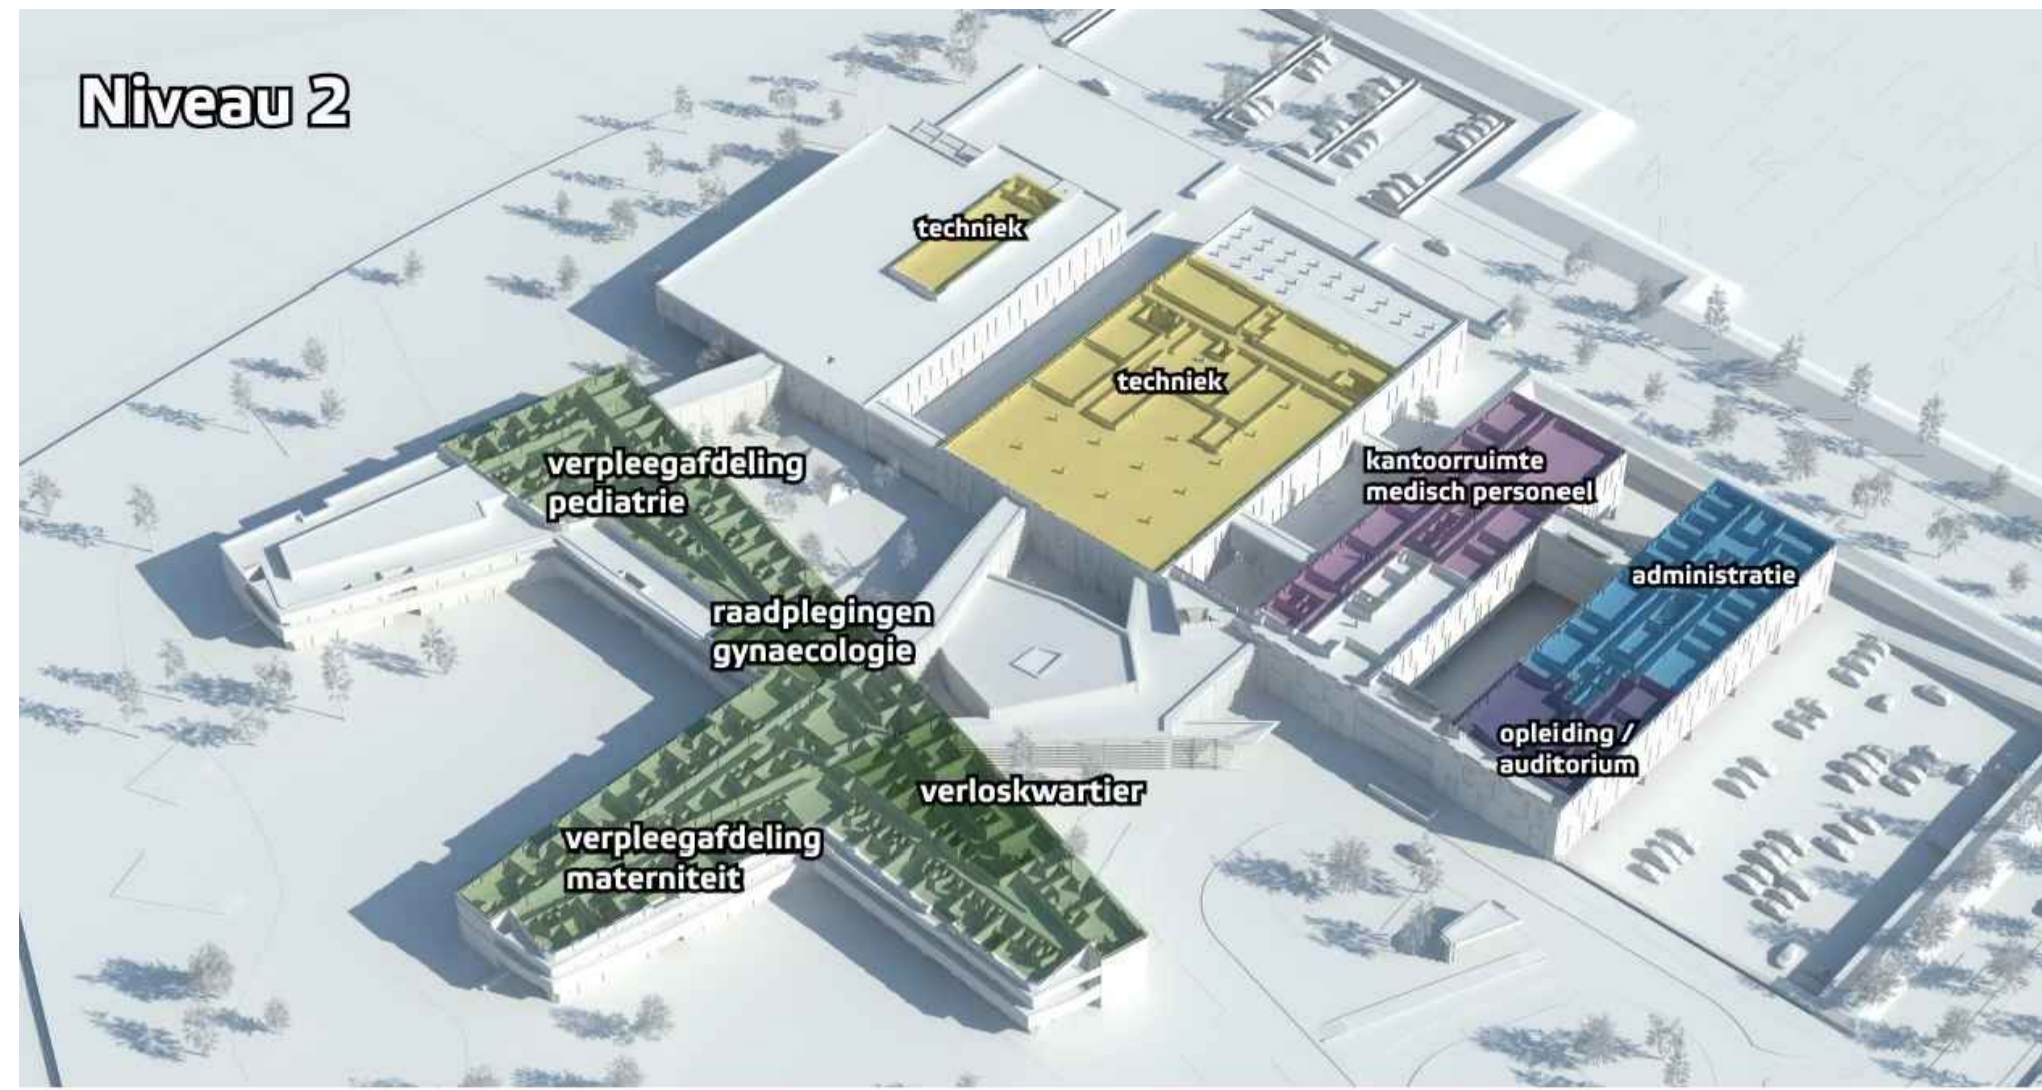 Niveau 2
techniek
techniek
verpleegafdeling
pediatrie
kantoorruimte
medisch personeel
administratie
raadplegingen
gynaecologie
opleiding /
auditorium
verloskwartier
verpleegafdeling
materniteit